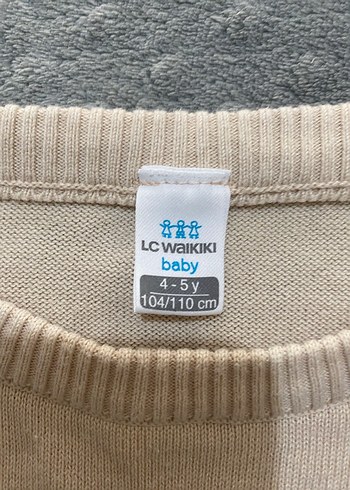 LC WAIKIKI
baby
4 - 5 y
104/110 cm